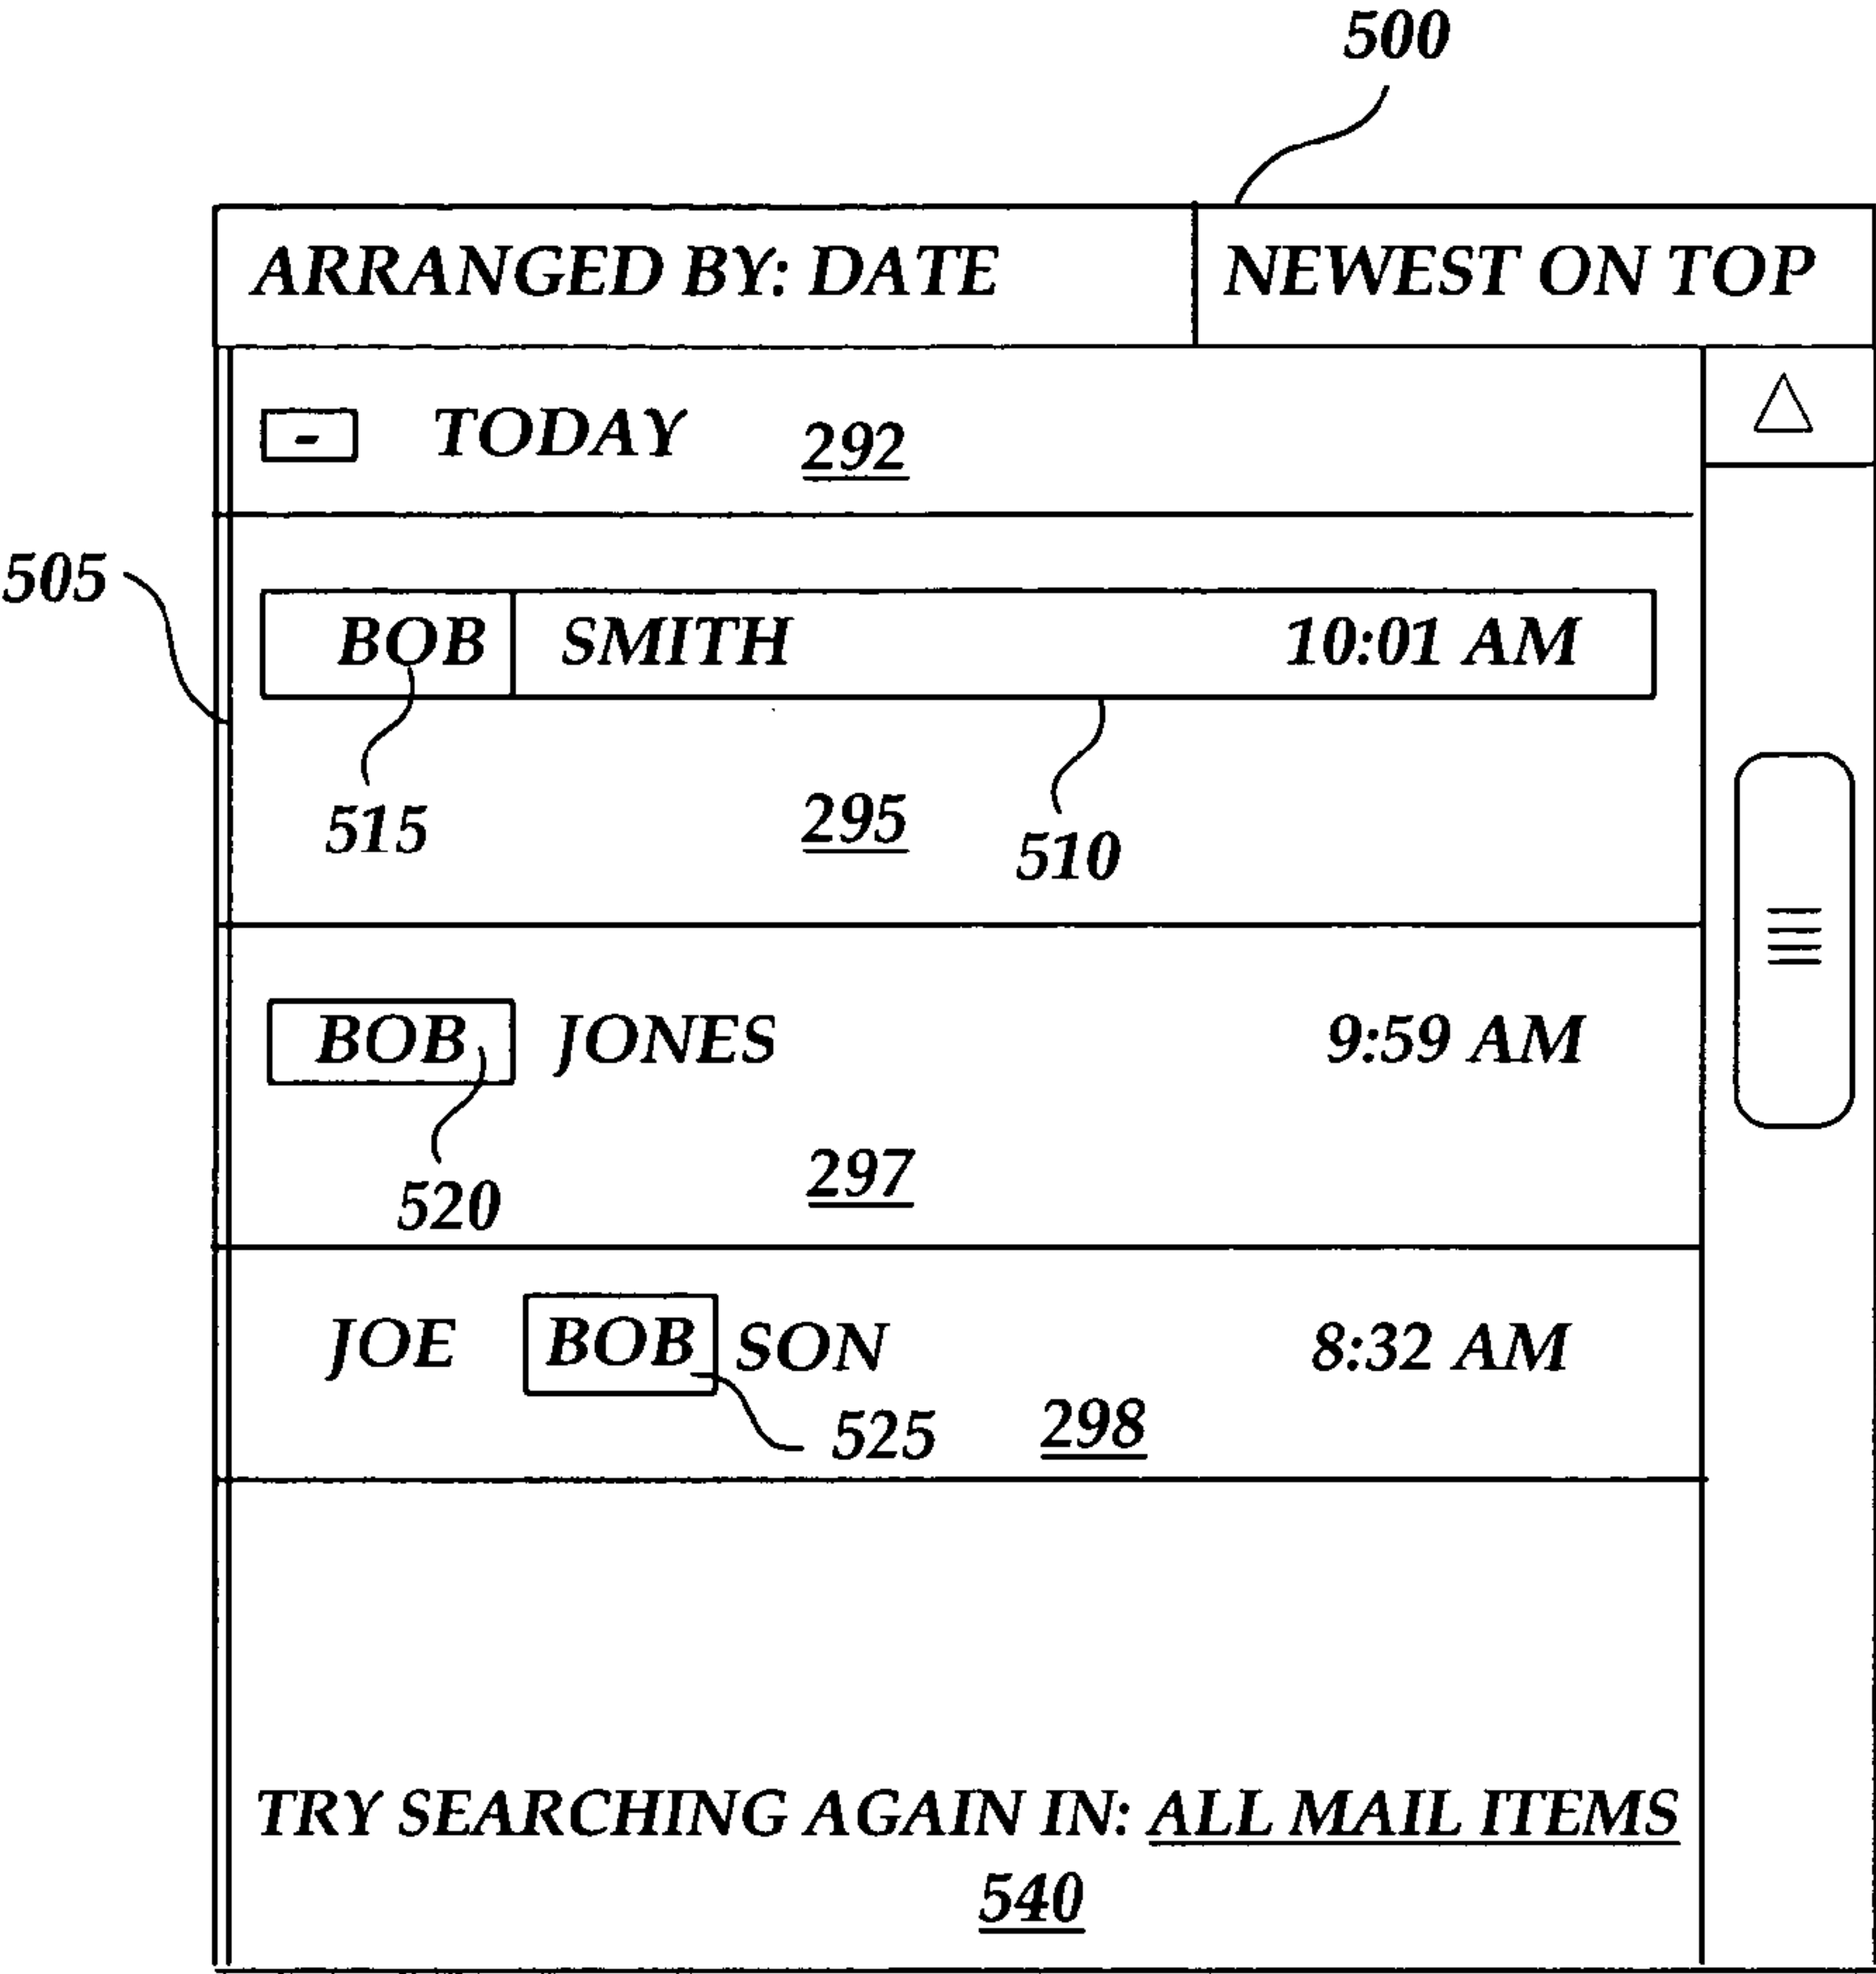 500
ARRANGED BY: DATE NEWEST ON TOP
- TODAY 292
505
BOB SMITH 10:01 AM
515 295 510
BOB JONES 9:59 AM
520 297
JOE BOB SON 8:32 AM
525 298
TRY SEARCHING AGAIN IN: ALL MAIL ITEMS
540